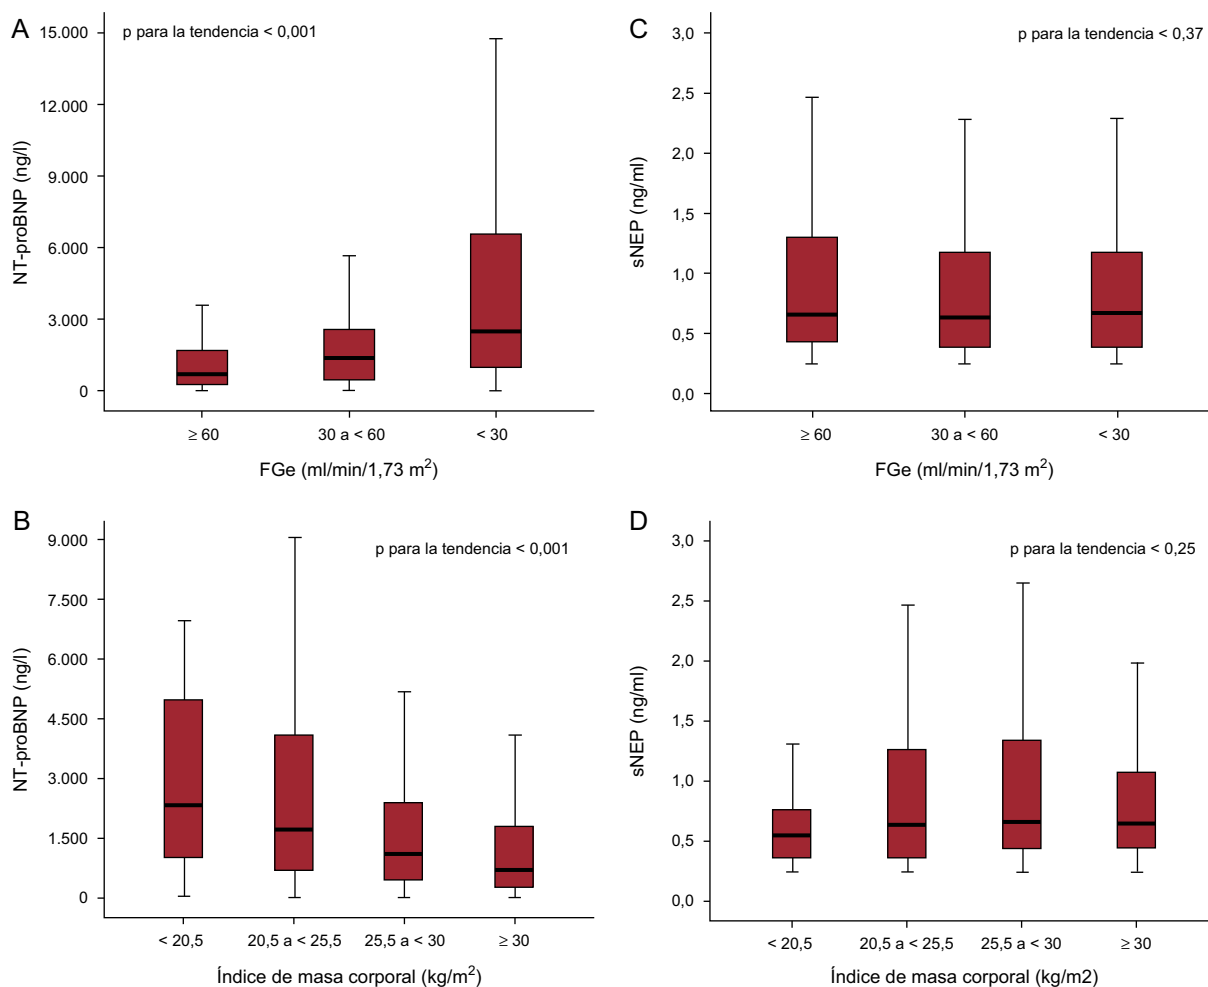 A
p para la tendencia < 0,001
15.000
12.000
9.000
6.000
3.000
0
NT-proBNP (ng/l)
≥ 60
30 a < 60
< 30
FGe (ml/min/1,73 m²)
C
p para la tendencia < 0,37
3,0
2,5
2,0
1,5
1,0
0,5
0,0
sNEP (ng/ml)
≥ 60
30 a < 60
< 30
FGe (ml/min/1,73 m²)
B
p para la tendencia < 0,001
9.000
7.500
6.000
4.500
3.000
1.500
0
NT-proBNP (ng/l)
< 20,5
20,5 a < 25,5
25,5 a < 30
≥ 30
Índice de masa corporal (kg/m²)
D
p para la tendencia < 0,25
3,0
2,5
2,0
1,5
1,0
0,5
0,0
sNEP (ng/ml)
< 20,5
20,5 a < 25,5
25,5 a < 30
≥ 30
Índice de masa corporal (kg/m2)